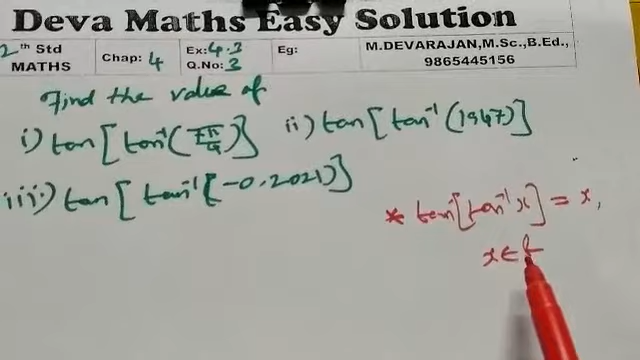 Deva Maths Easy Solution
2th Std MATHS
Chap: 4
Ex: 4.3
Q.No: 3
Eg:
M.DEVARAJAN,M.Sc.,B.Ed.,
9865445156
Find the value of
i) tan[tan⁻¹(7π/4)] ii) tan[tan⁻¹(1947)]
iii) tan[tan⁻¹(-0.2021)]
* tan[tan⁻¹x] = x,
x∈